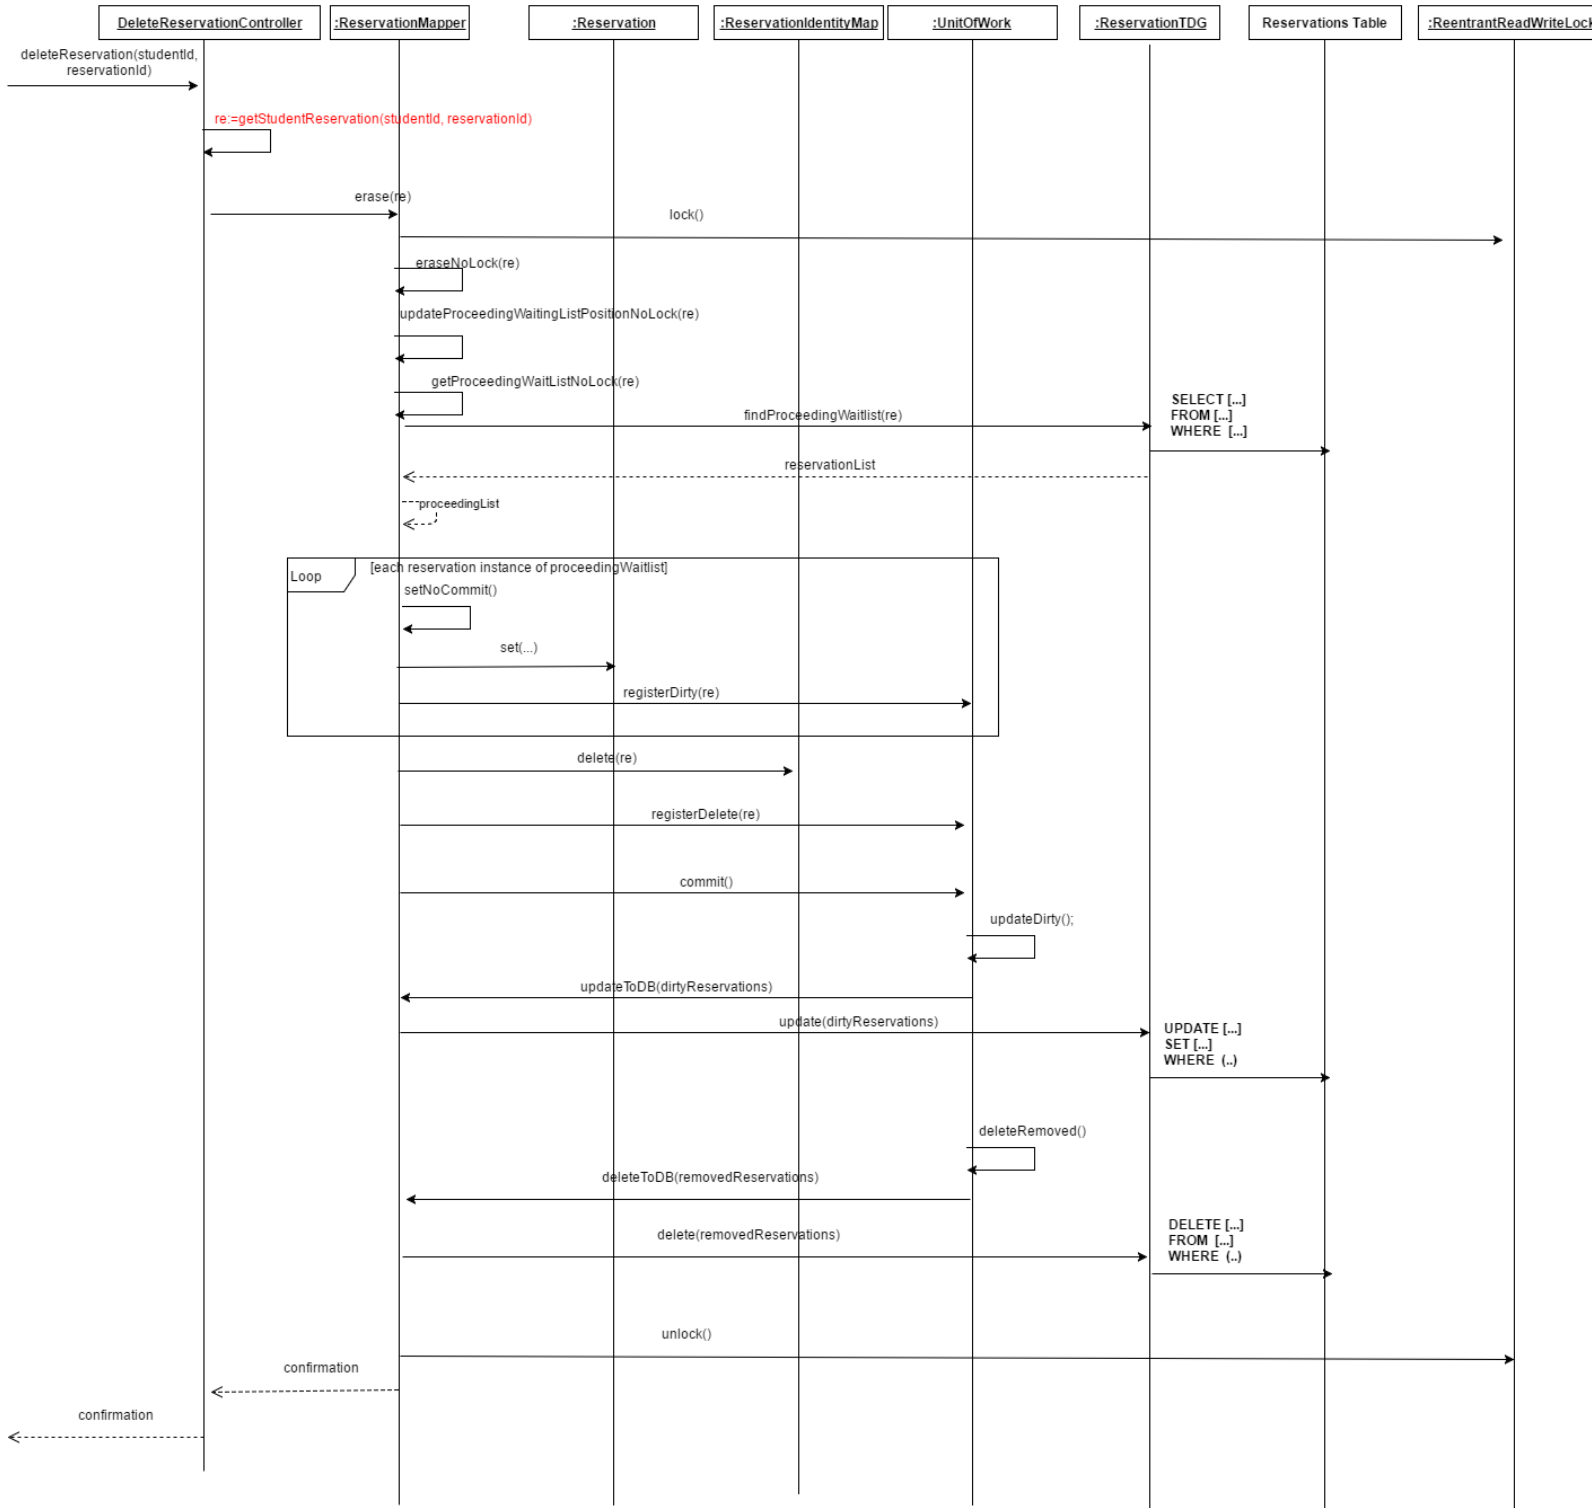 DeleteReservationController
:ReservationMapper
:Reservation
:ReservationIdentityMap
:UnitOfWork
:ReservationTDG
Reservations Table
:ReentrantReadWriteLock
deleteReservation(studentId,
reservationId)
re:=getStudentReservation(studentId, reservationId)
erase(re)
lock()
eraseNoLock(re)
updateProceedingWaitingListPositionNoLock(re)
getProceedingWaitListNoLock(re)
findProceedingWaitlist(re)
SELECT [...]
FROM [...]
WHERE [...]
reservationList
proceedingList
Loop
[each reservation instance of proceedingWaitlist]
setNoCommit()
set(...)
registerDirty(re)
delete(re)
registerDelete(re)
commit()
updateDirty();
updateToDB(dirtyReservations)
update(dirtyReservations)
UPDATE [...]
SET [...]
WHERE (..)
deleteRemoved()
deleteToDB(removedReservations)
delete(removedReservations)
DELETE [...]
FROM [...]
WHERE (..)
unlock()
confirmation
confirmation